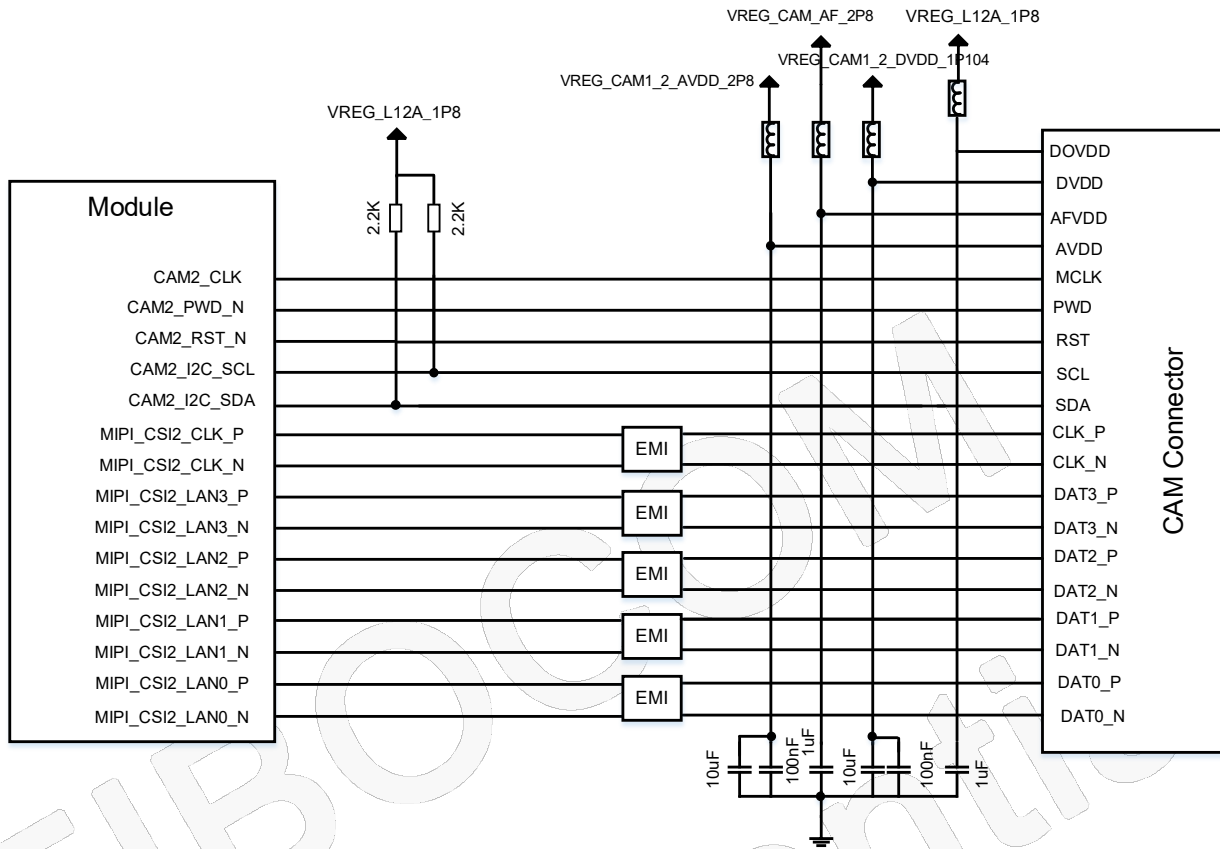 VREG_CAM_AF_2P8
VREG_L12A_1P8
VREG_CAM1_2_DVDD_1P104
VREG_CAM1_2_AVDD_2P8
VREG_L12A_1P8
2.2K
2.2K
Module
CAM2_CLK
CAM2_PWD_N
CAM2_RST_N
CAM2_I2C_SCL
CAM2_I2C_SDA
MIPI_CSI2_CLK_P
MIPI_CSI2_CLK_N
MIPI_CSI2_LAN3_P
MIPI_CSI2_LAN3_N
MIPI_CSI2_LAN2_P
MIPI_CSI2_LAN2_N
MIPI_CSI2_LAN1_P
MIPI_CSI2_LAN1_N
MIPI_CSI2_LAN0_P
MIPI_CSI2_LAN0_N
EMI
EMI
EMI
EMI
EMI
DOVDD
DVDD
AFVDD
AVDD
MCLK
PWD
RST
SCL
SDA
CLK_P
CLK_N
DAT3_P
DAT3_N
DAT2_P
DAT2_N
DAT1_P
DAT1_N
DAT0_P
DAT0_N
CAM Connector
10uF
100nF
1uF
10uF
100nF
1uF
FIBOCOM